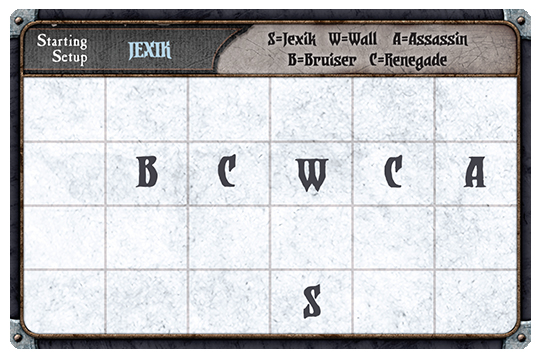 Starting Setup
JEXIK
S=Jexik W=Wall A=Assassin
B=Bruiser C=Renegade
B C W C A
S